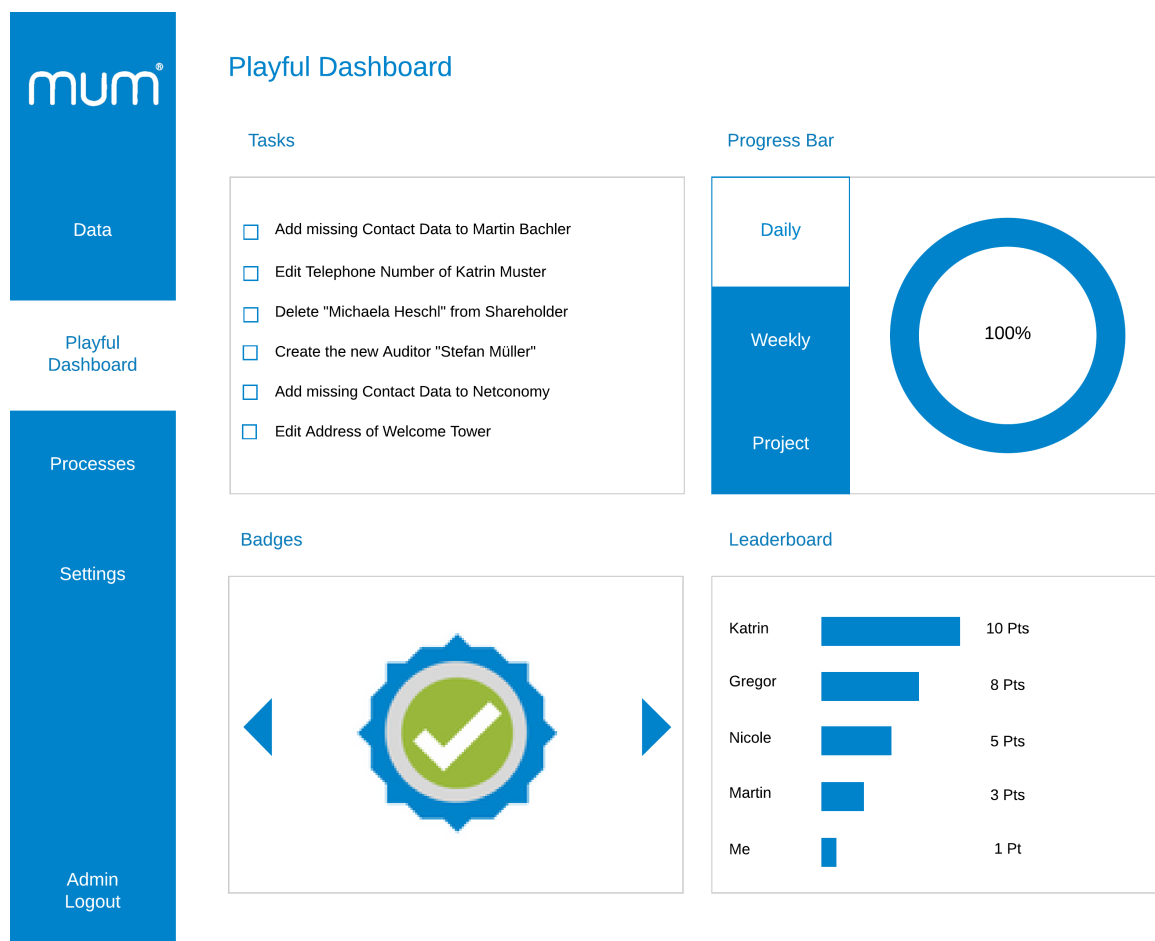 mum®
Data
Playful
Dashboard
Processes
Settings
Admin
Logout
Playful Dashboard
Tasks
Add missing Contact Data to Martin Bachler
Edit Telephone Number of Katrin Muster
Delete "Michaela Heschl" from Shareholder
Create the new Auditor "Stefan Müller"
Add missing Contact Data to Netconomy
Edit Address of Welcome Tower
Progress Bar
Daily
Weekly
Project
100%
Badges
Leaderboard
Katrin 10 Pts
Gregor 8 Pts
Nicole 5 Pts
Martin 3 Pts
Me 1 Pt